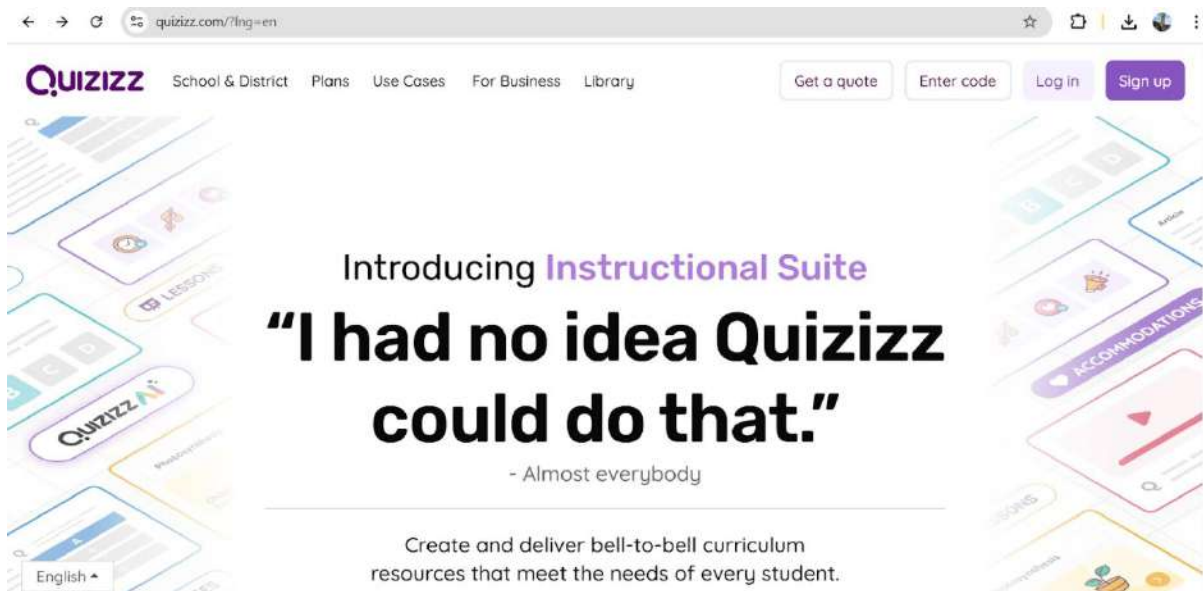 quizizz.com/?lng=en
QUIZIZZ School & District Plans Use Cases For Business Library Get a quote Enter code Log in Sign up
Introducing Instructional Suite
“I had no idea Quizizz
could do that.”
- Almost everybody
Create and deliver bell-to-bell curriculum
resources that meet the needs of every student.
LESSONS
QUIZIZZ AI
Article
ACCOMMODATIONS
English